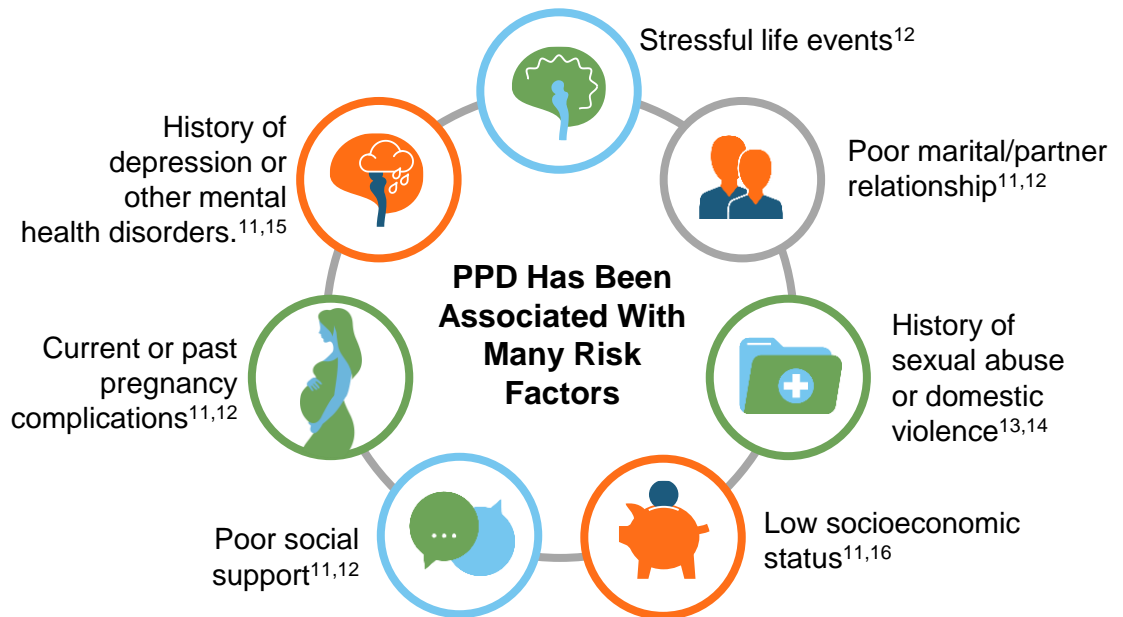 Stressful life events12
Poor marital/partner
relationship11,12
History of
sexual abuse
or domestic
violence13,14
Low socioeconomic
status11,16
Poor social
support11,12
Current or past
pregnancy
complications11,12
History of
depression or
other mental
health disorders.11,15
PPD Has Been
Associated With
Many Risk
Factors